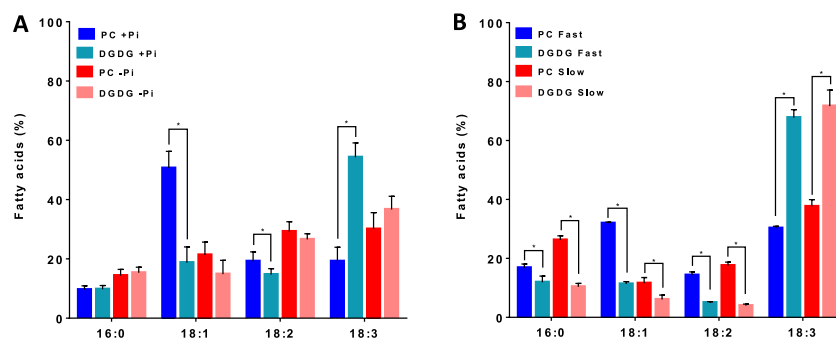 A
PC +Pi
DGDG +Pi
PC -Pi
DGDG -Pi
Fatty acids (%)
100
80
60
40
20
0
*
*
*
16:0 18:1 18:2 18:3
B
PC Fast
DGDG Fast
PC Slow
DGDG Slow
Fatty acids (%)
100
80
60
40
20
0
*
*
*
*
*
*
*
*
16:0 18:1 18:2 18:3